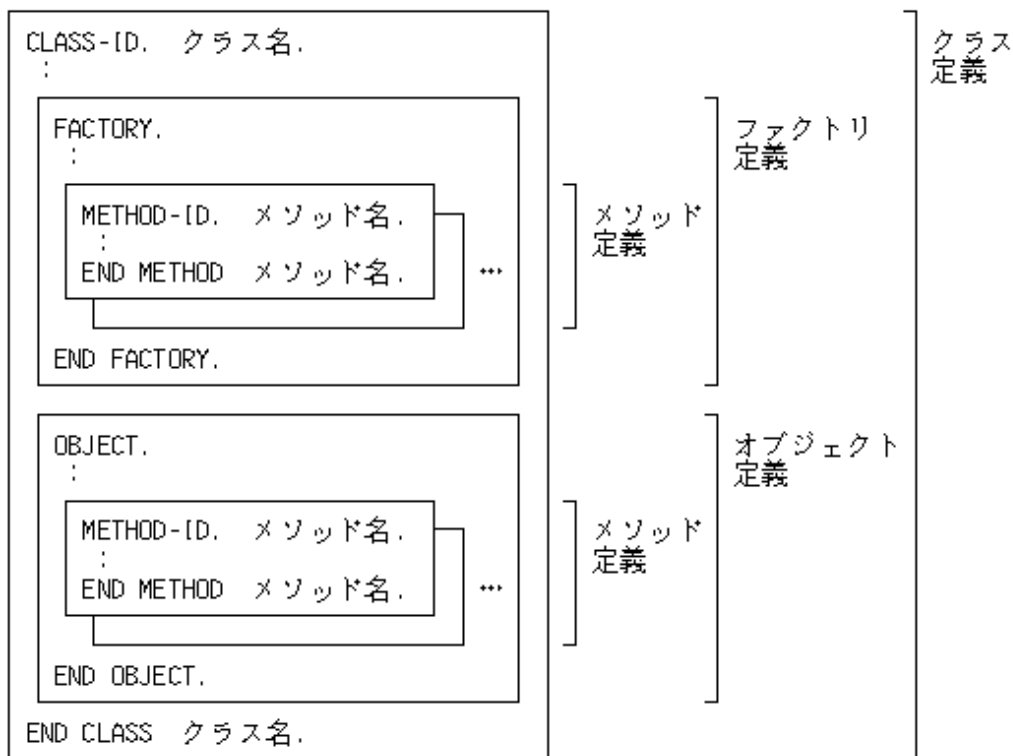 CLASS-ID. クラス名.
:
FACTORY.
:
METHOD-ID. メソッド名.
:
END METHOD メソッド名.
…
END FACTORY.
OBJECT.
:
METHOD-ID. メソッド名.
:
END METHOD メソッド名.
…
END OBJECT.
END CLASS クラス名.
メソッド
定義
ファクトリ
定義
メソッド
定義
オブジェクト
定義
クラス
定義